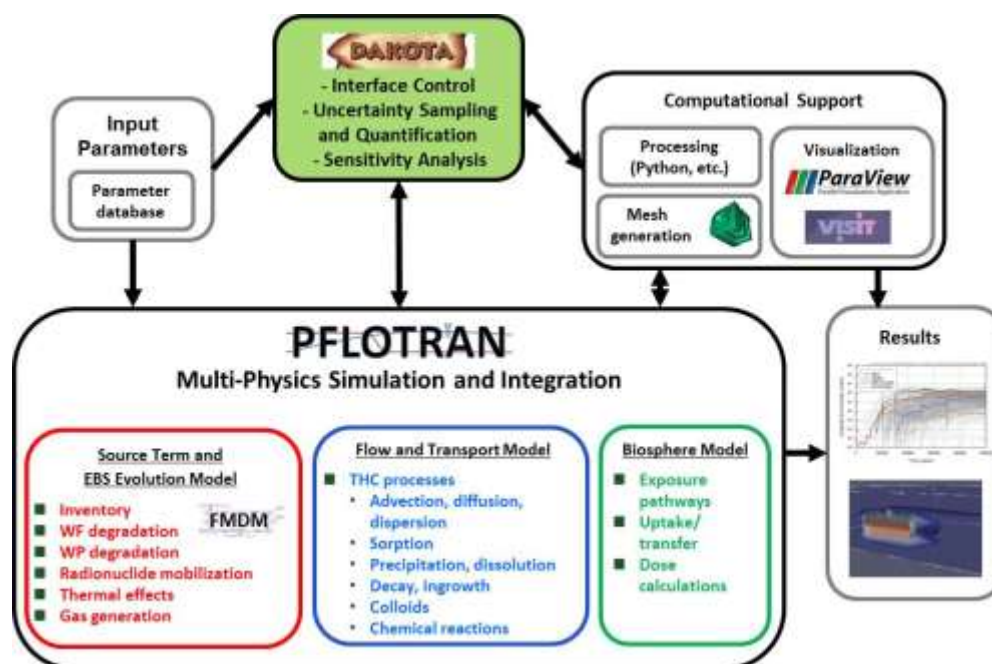 DAKOTA
- Interface Control
- Uncertainty Sampling
and Quantification
- Sensitivity Analysis
Input
Parameters
Parameter
database
Computational Support
Processing
(Python, etc.)
Mesh
generation
Visualization
ParaView
VISIT
PFLOTRAN
Multi-Physics Simulation and Integration
Source Term and
EBS Evolution Model
FMDM
Inventory
WF degradation
WP degradation
Radionuclide mobilization
Thermal effects
Gas generation
Flow and Transport Model
THC processes
Advection, diffusion,
dispersion
Sorption
Precipitation, dissolution
Decay, ingrowth
Colloids
Chemical reactions
Biosphere Model
Exposure
pathways
Uptake/
transfer
Dose
calculations
Results